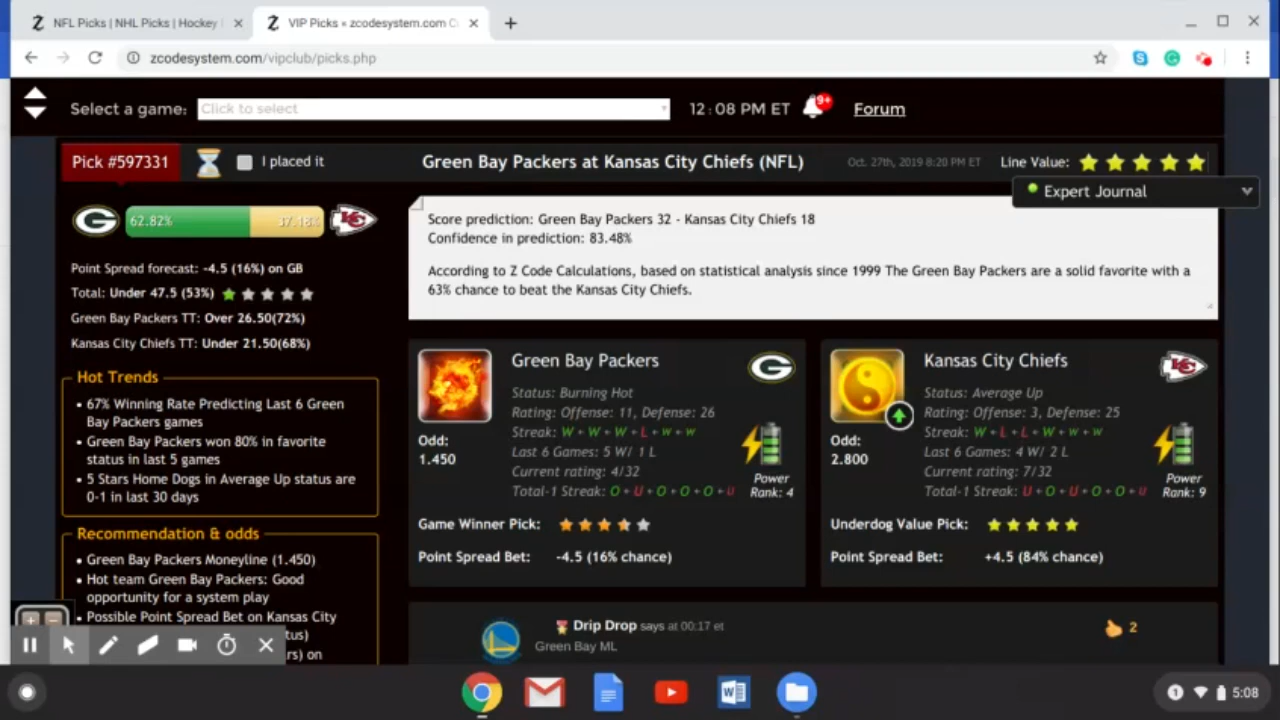 NFL Picks | NHL Picks | Hockey
VIP Picks « zcodesystem.com
zcodesystem.com/vipclub/picks.php
Select a game:
Click to select
12:08 PM ET
9+
Forum
Pick #597331
I placed it
Green Bay Packers at Kansas City Chiefs (NFL)
Oct. 27th, 2019 8:20 PM ET
Line Value:
Expert Journal
62.82%
37.18%
Point Spread forecast: -4.5 (16%) on GB
Total: Under 47.5 (53%)
Green Bay Packers TT: Over 26.50(72%)
Kansas City Chiefs TT: Under 21.50(68%)
Score prediction: Green Bay Packers 32 - Kansas City Chiefs 18
Confidence in prediction: 83.48%
According to Z Code Calculations, based on statistical analysis since 1999 The Green Bay Packers are a solid favorite with a
63% chance to beat the Kansas City Chiefs.
Hot Trends
• 67% Winning Rate Predicting Last 6 Green
Bay Packers games
• Green Bay Packers won 80% in favorite
status in last 5 games
• 5 Stars Home Dogs in Average Up status are
0-1 in last 30 days
Recommendation & odds
• Green Bay Packers Moneyline (1.450)
• Hot team Green Bay Packers: Good
opportunity for a system play
• Possible Point Spread Bet on Kansas City
tus)
rs) on
Green Bay Packers
Status: Burning Hot
Rating: Offense: 11, Defense: 26
Streak: W + W + W + L + W + W
Last 6 Games: 5 W/ 1 L
Current rating: 4/32
Total-1 Streak: O + U + O + O + O + U
Odd:
1.450
Power
Rank: 4
Game Winner Pick:
Point Spread Bet: -4.5 (16% chance)
Kansas City Chiefs
Status: Average Up
Rating: Offense: 3, Defense: 25
Streak: W + L + L + W + W + W
Last 6 Games: 4 W/ 2 L
Current rating: 7/32
Total-1 Streak: U + O + U + O + O + U
Odd:
2.800
Power
Rank: 9
Underdog Value Pick:
Point Spread Bet: +4.5 (84% chance)
Drip Drop says at 00:17 et
Green Bay ML
2
1
5:08